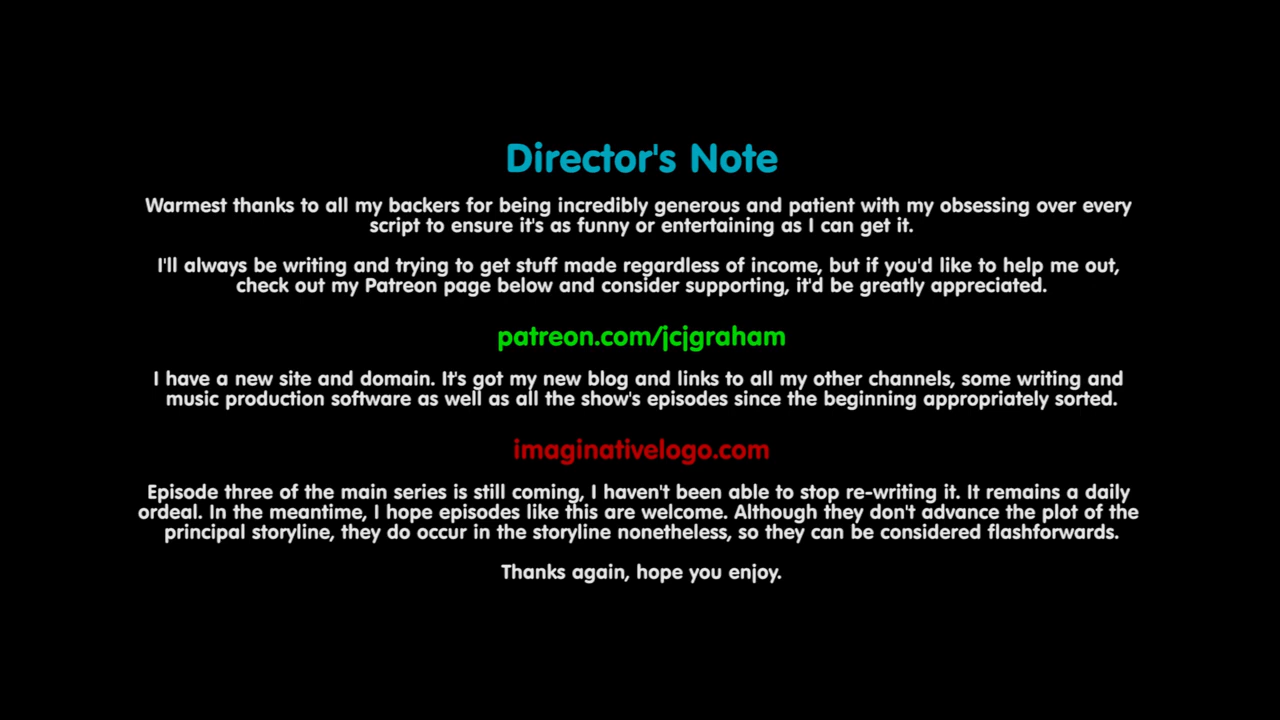 Director's Note
Warmest thanks to all my backers for being incredibly generous and patient with my obsessing over every
script to ensure it's as funny or entertaining as I can get it.
I'll always be writing and trying to get stuff made regardless of income, but if you'd like to help me out,
check out my Patreon page below and consider supporting, it'd be greatly appreciated.
patreon.com/jcjgraham
I have a new site and domain. It's got my new blog and links to all my other channels, some writing and
music production software as well as all the show's episodes since the beginning appropriately sorted.
imaginativelogo.com
Episode three of the main series is still coming, I haven't been able to stop re-writing it. It remains a daily
ordeal. In the meantime, I hope episodes like this are welcome. Although they don't advance the plot of the
principal storyline, they do occur in the storyline nonetheless, so they can be considered flashforwards.
Thanks again, hope you enjoy.